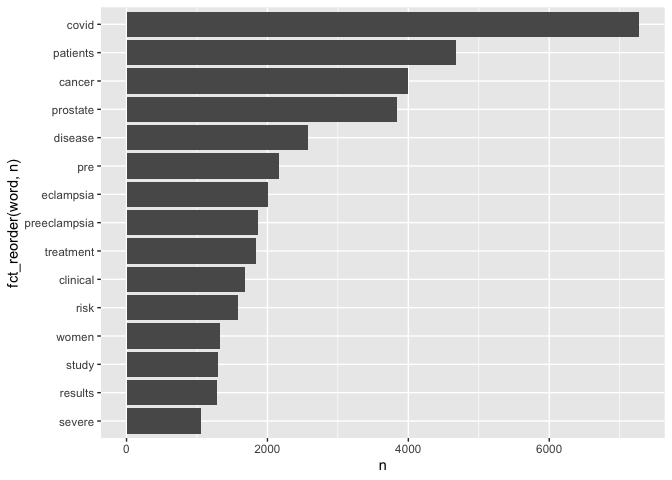 covid
patients
cancer
prostate
disease
pre
eclampsia
preeclampsia
treatment
clinical
risk
women
study
results
severe
fct_reorder(word, n)
0 2000 4000 6000
n